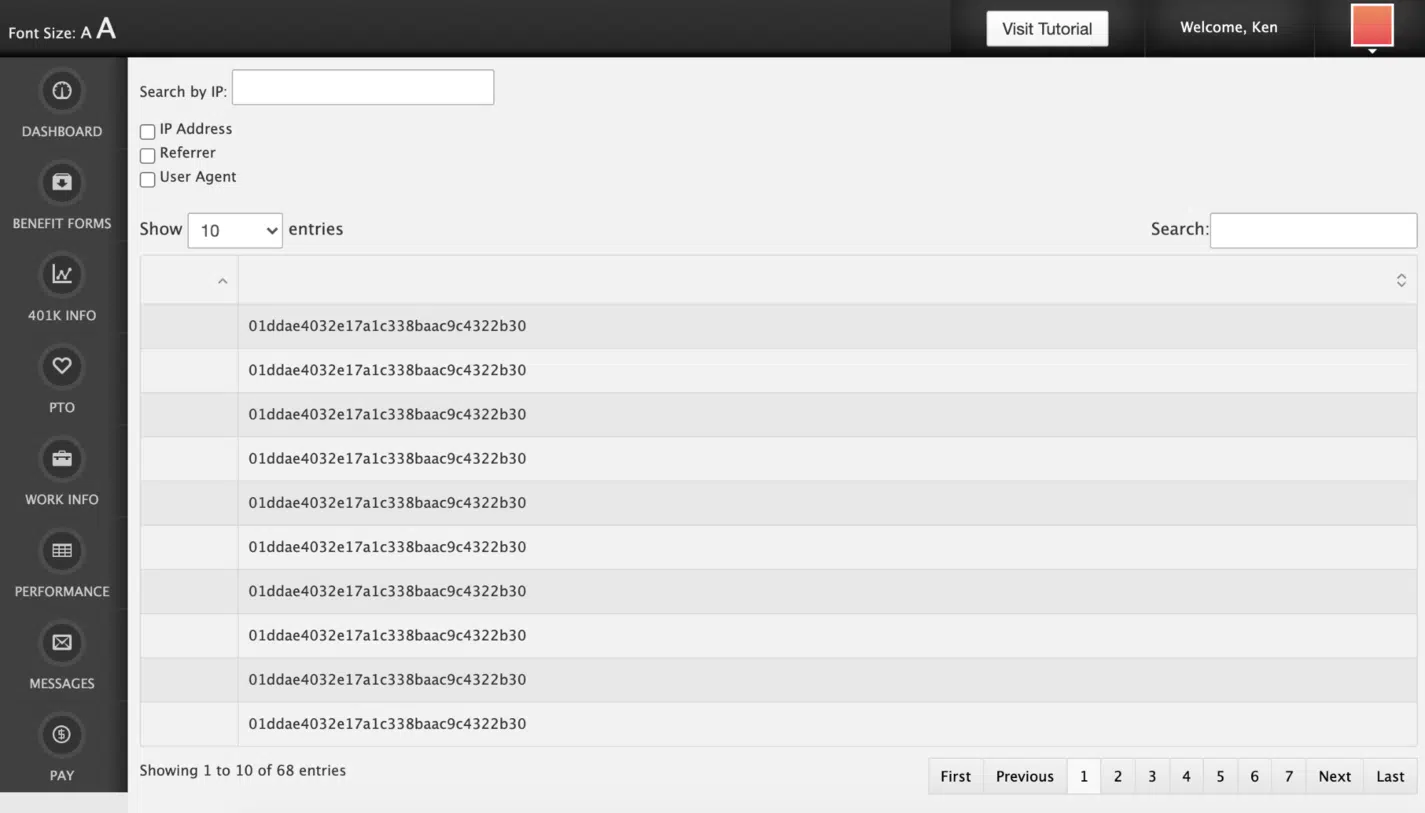 Font Size: A A
Visit Tutorial
Welcome, Ken
DASHBOARD
BENEFIT FORMS
401K INFO
PTO
WORK INFO
PERFORMANCE
MESSAGES
PAY
Search by IP:
IP Address
Referrer
User Agent
Show 10 entries
Search:
01ddae4032e17a1c338baac9c4322b30
01ddae4032e17a1c338baac9c4322b30
01ddae4032e17a1c338baac9c4322b30
01ddae4032e17a1c338baac9c4322b30
01ddae4032e17a1c338baac9c4322b30
01ddae4032e17a1c338baac9c4322b30
01ddae4032e17a1c338baac9c4322b30
01ddae4032e17a1c338baac9c4322b30
01ddae4032e17a1c338baac9c4322b30
01ddae4032e17a1c338baac9c4322b30
Showing 1 to 10 of 68 entries
First Previous 1 2 3 4 5 6 7 Next Last